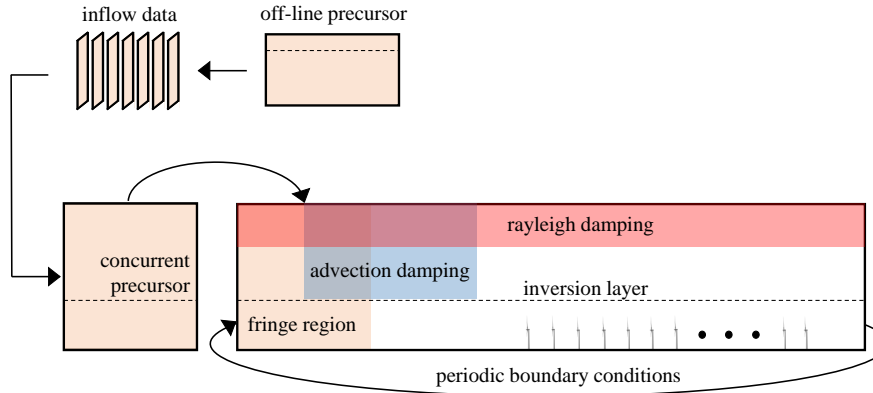 inflow data
off-line precursor
rayleigh damping
concurrent
precursor
advection damping
inversion layer
fringe region
periodic boundary conditions